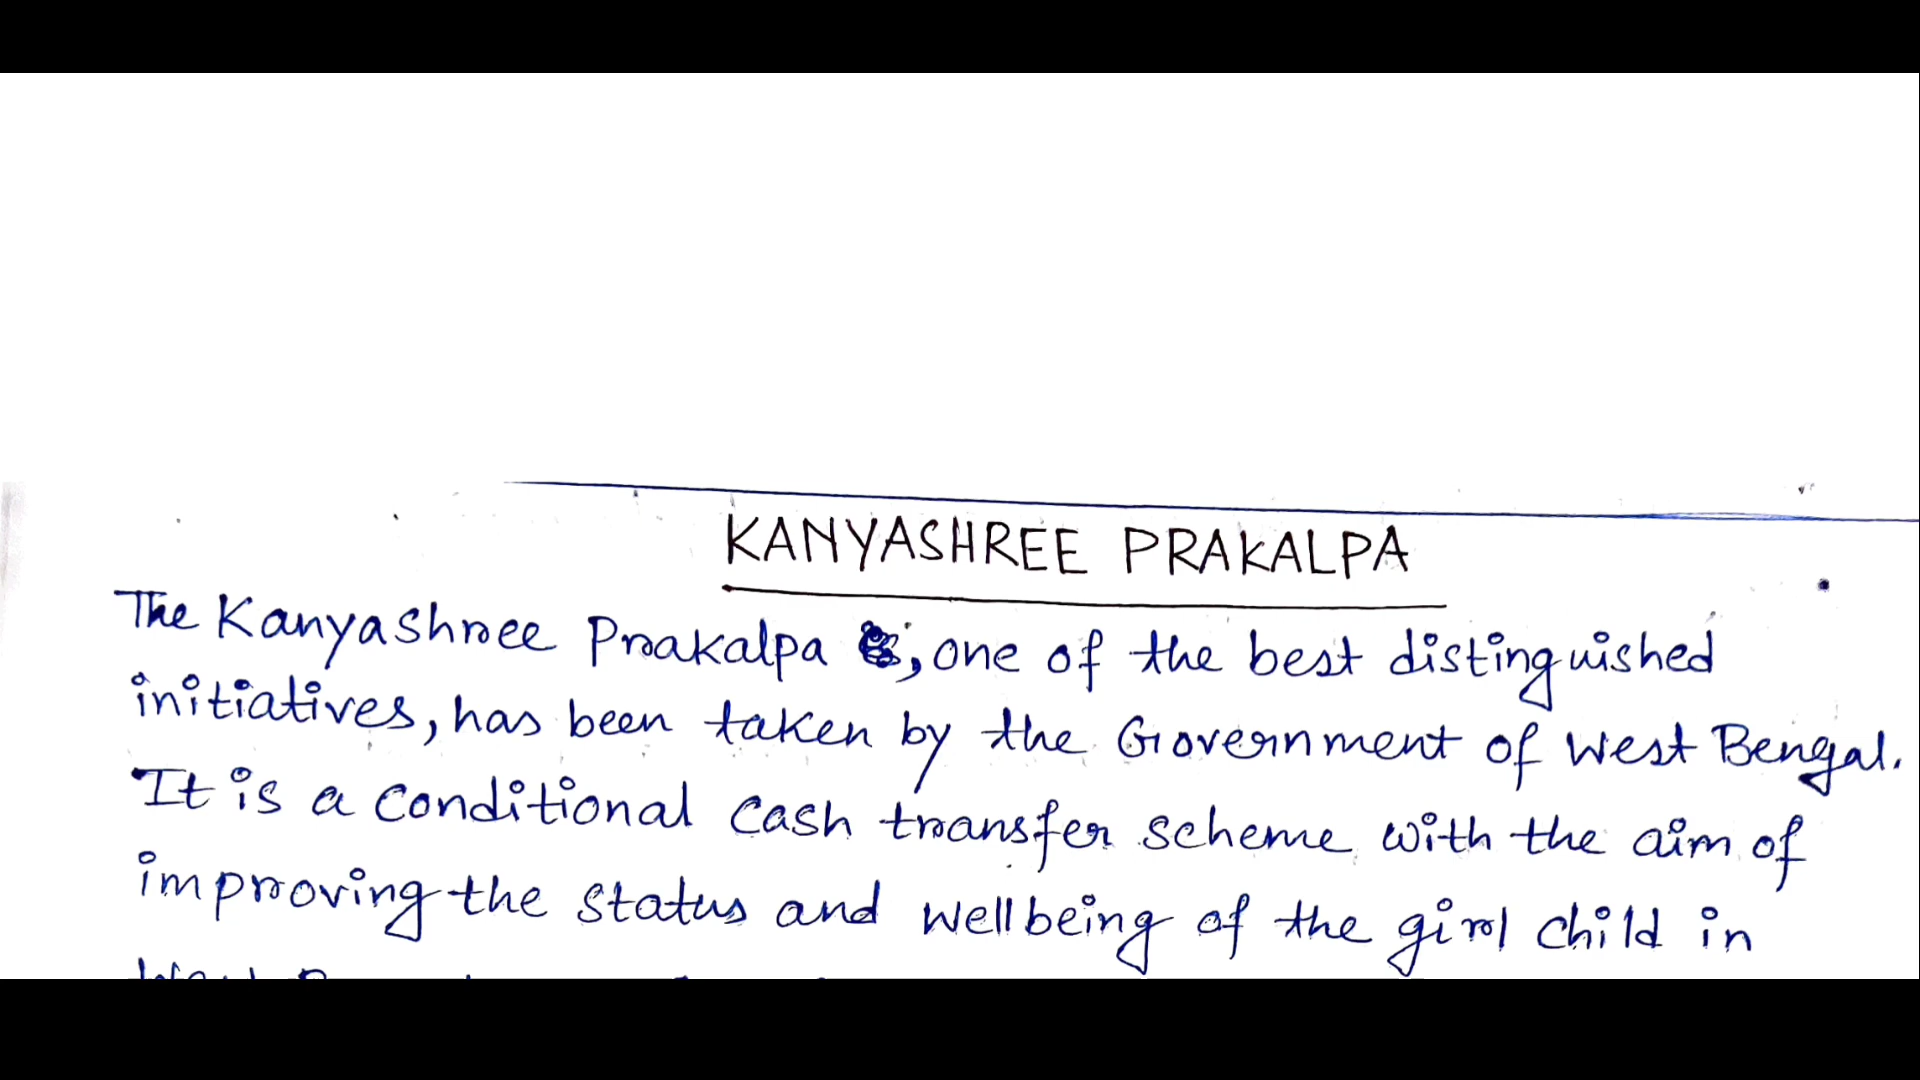 KANYASHREE PRAKALPA
The Kanyashree Prakalpa , one of the best distinguished
initiatives, has been taken by the Government of West Bengal.
It is a conditional cash transfer scheme with the aim of
improving the status and wellbeing of the girl child in